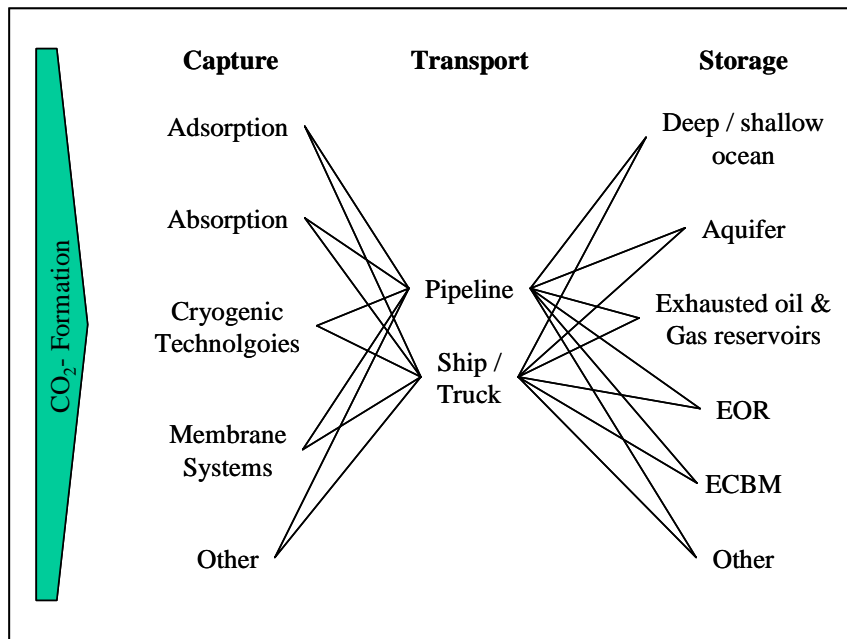 CO₂- Formation
Capture
Adsorption
Absorption
Cryogenic
Technolgoies
Membrane
Systems
Other
Transport
Pipeline
Ship /
Truck
Storage
Deep / shallow
ocean
Aquifer
Exhausted oil &
Gas reservoirs
EOR
ECBM
Other